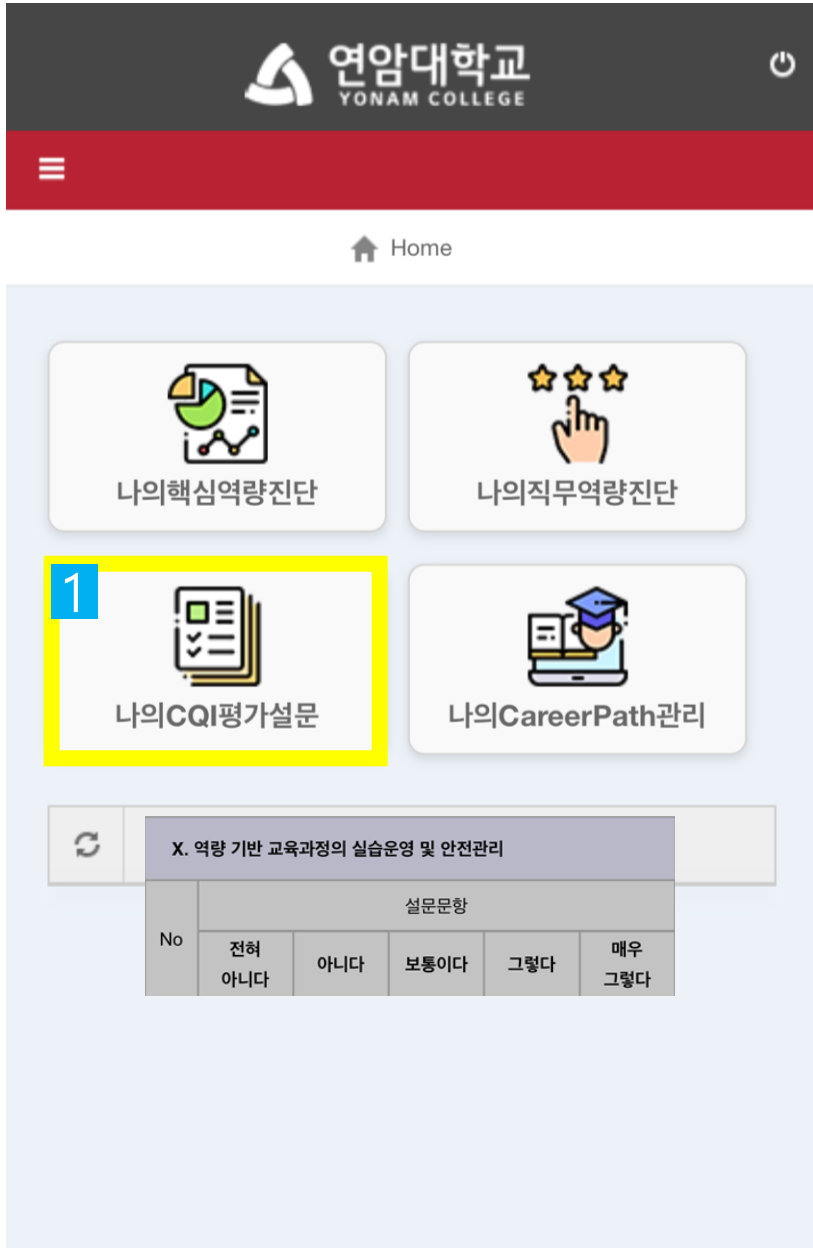 연암대학교
YONAM COLLEGE
Home
나의핵심역량진단
나의직무역량진단
1
나의CQI평가설문
나의CareerPath관리
X. 역량 기반 교육과정의 실습운영 및 안전관리
No
설문문항
전혀
아니다
아니다
보통이다
그렇다
매우
그렇다